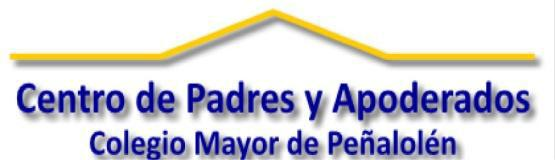 Centro de Padres y Apoderados
Colegio Mayor de Peñalolén